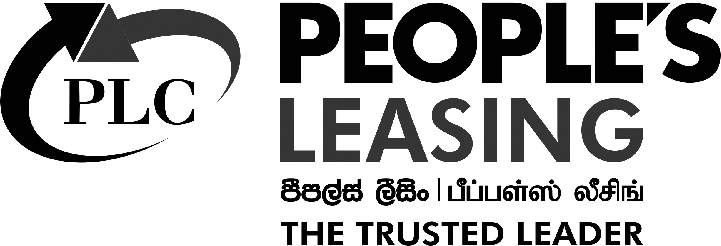 PLC
PEOPLE'S
LEASING
පීපල්ස් ලීසිං | பீப்பள்ஸ் லீசிங்
THE TRUSTED LEADER